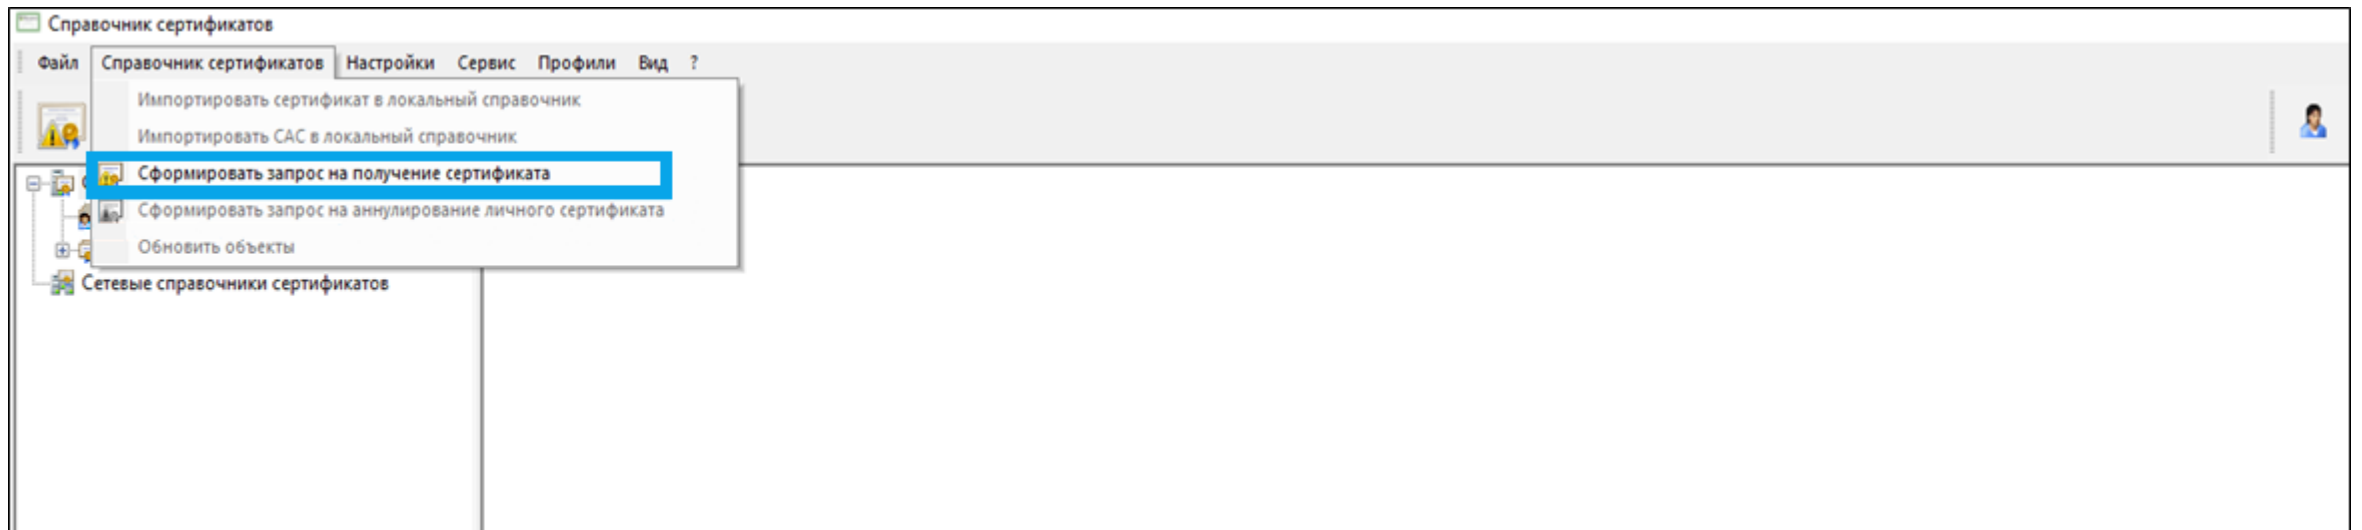 Справочник сертификатов
Файл Справочник сертификатов Настройки Сервис Профили Вид ?
Импортировать сертификат в локальный справочник
Импортировать САС в локальный справочник
Сформировать запрос на получение сертификата
Сформировать запрос на аннулирование личного сертификата
Обновить объекты
Сетевые справочники сертификатов